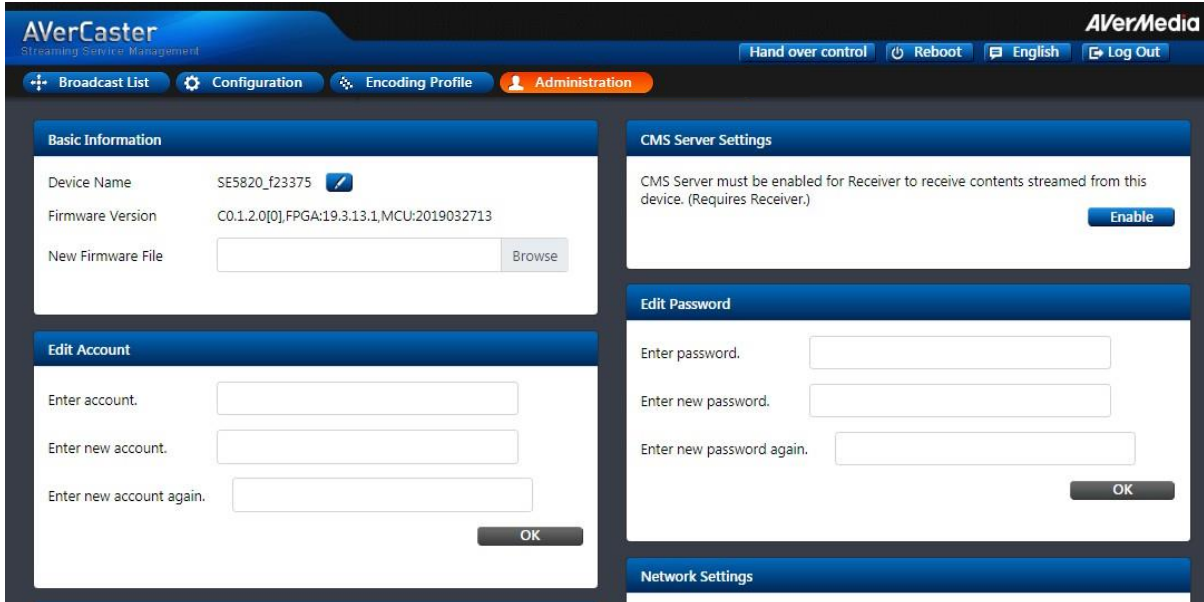 AVerCaster
Streaming Service Management
AVerMedia
Hand over control Reboot English Log Out
Broadcast List Configuration Encoding Profile Administration
Basic Information
Device Name SE5820_f23375
Firmware Version C0.1.2.0[0],FPGA:19.3.13.1,MCU:2019032713
New Firmware File Browse
Edit Account
Enter account.
Enter new account.
Enter new account again.
OK
CMS Server Settings
CMS Server must be enabled for Receiver to receive contents streamed from this
device. (Requires Receiver.)
Enable
Edit Password
Enter password.
Enter new password.
Enter new password again.
OK
Network Settings